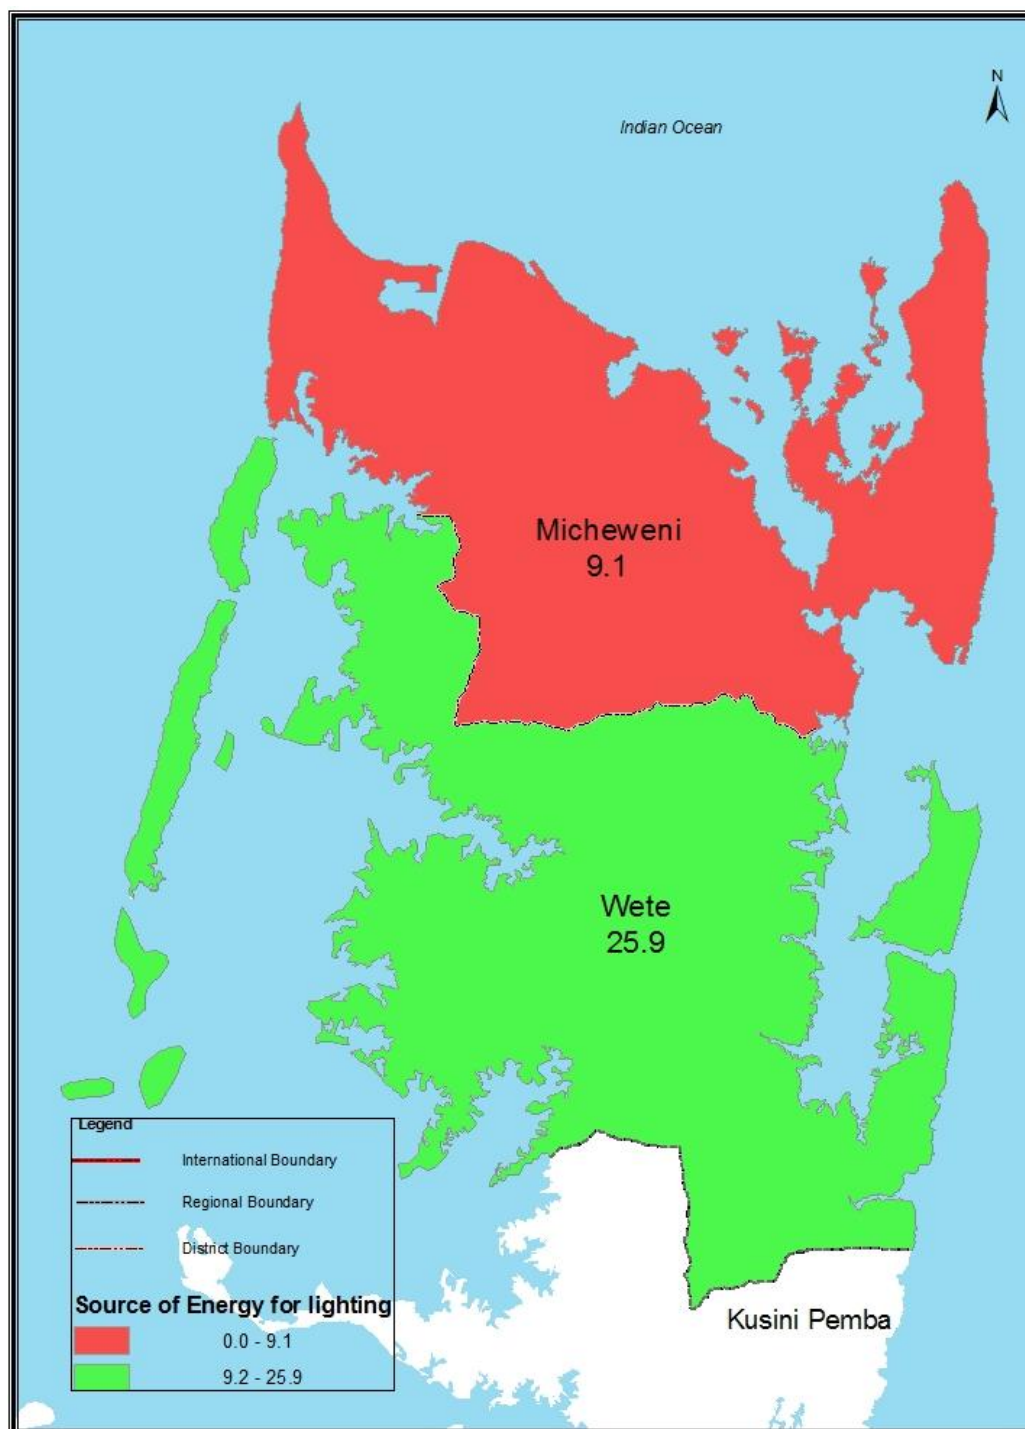 N
Indian Ocean
Micheweni
9.1
Wete
25.9
Legend
International Boundary
Regional Boundary
District Boundary
Source of Energy for lighting
0.0 - 9.1
9.2 - 25.9
Kusini Pemba